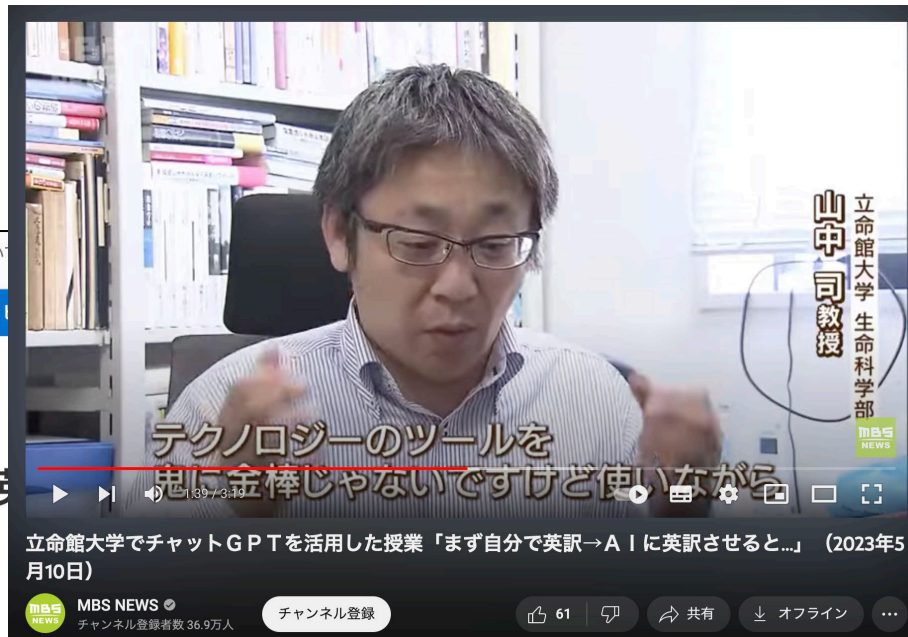 立命館大学 生命科学部
山中 司教授
MBS
NEWS
テクノロジーのツールを
鬼に金棒じゃないですけど使いながら
1:39 / 3:19
立命館大学でチャットGPTを活用した授業「まず自分で英訳→AIに英訳させると...」（2023年5
月10日）
MBS
NEWS
MBS NEWS
チャンネル登録者数 36.9万人
チャンネル登録
61
共有
オフライン